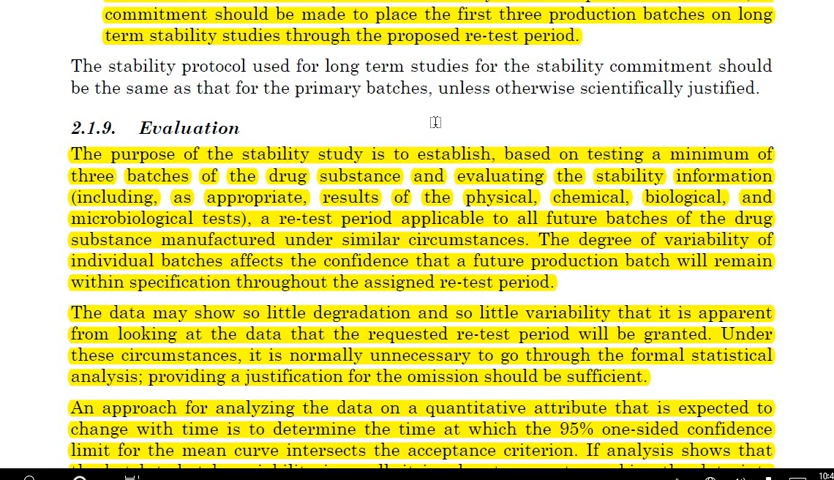 commitment should be made to place the first three production batches on long
term stability studies through the proposed re-test period.
The stability protocol used for long term studies for the stability commitment should
be the same as that for the primary batches, unless otherwise scientifically justified.
2.1.9. Evaluation
The purpose of the stability study is to establish, based on testing a minimum of
three batches of the drug substance and evaluating the stability information
(including, as appropriate, results of the physical, chemical, biological, and
microbiological tests), a re-test period applicable to all future batches of the drug
substance manufactured under similar circumstances. The degree of variability of
individual batches affects the confidence that a future production batch will remain
within specification throughout the assigned re-test period.
The data may show so little degradation and so little variability that it is apparent
from looking at the data that the requested re-test period will be granted. Under
these circumstances, it is normally unnecessary to go through the formal statistical
analysis; providing a justification for the omission should be sufficient.
An approach for analyzing the data on a quantitative attribute that is expected to
change with time is to determine the time at which the 95% one-sided confidence
limit for the mean curve intersects the acceptance criterion. If analysis shows that